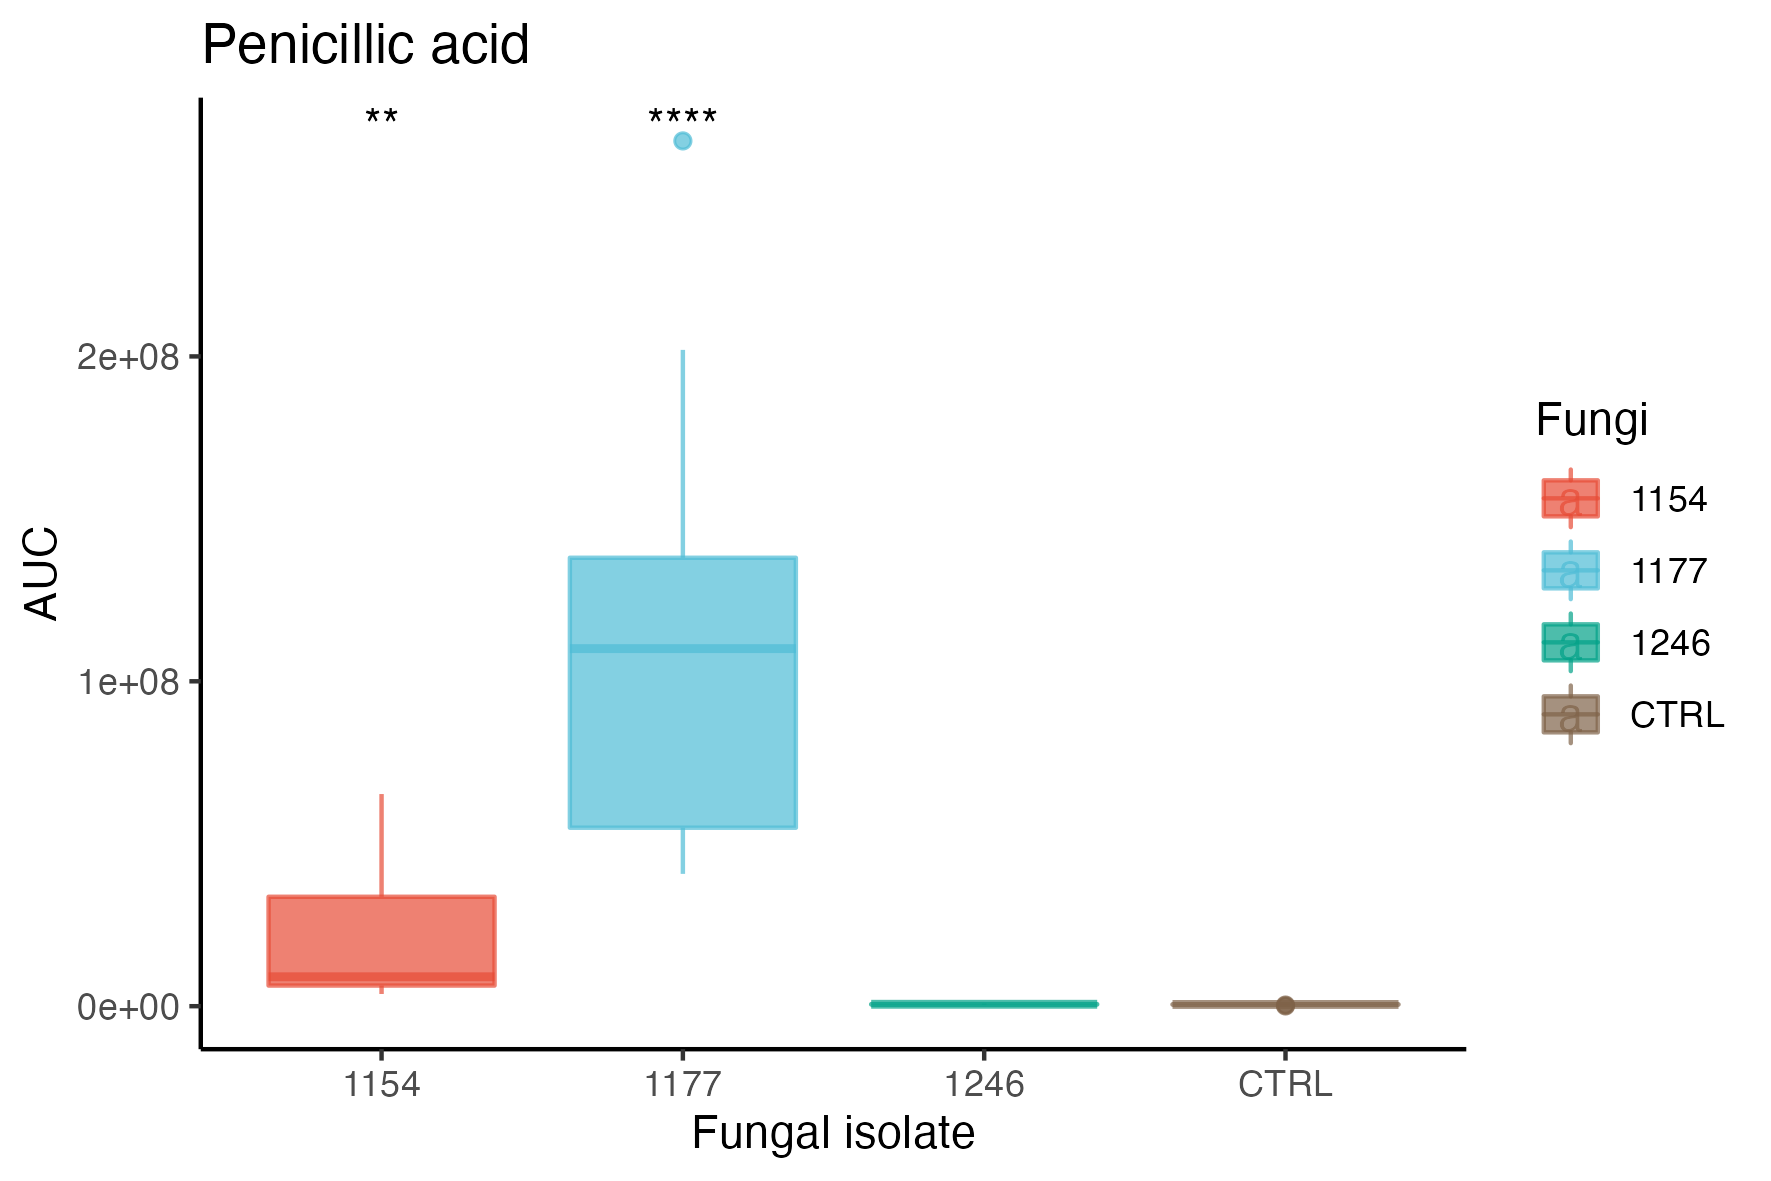 Penicillic acid
** ****
2e+08
1e+08
0e+00
AUC
1154 1177 1246 CTRL
Fungal isolate
Fungi
a 1154
a 1177
a 1246
a CTRL